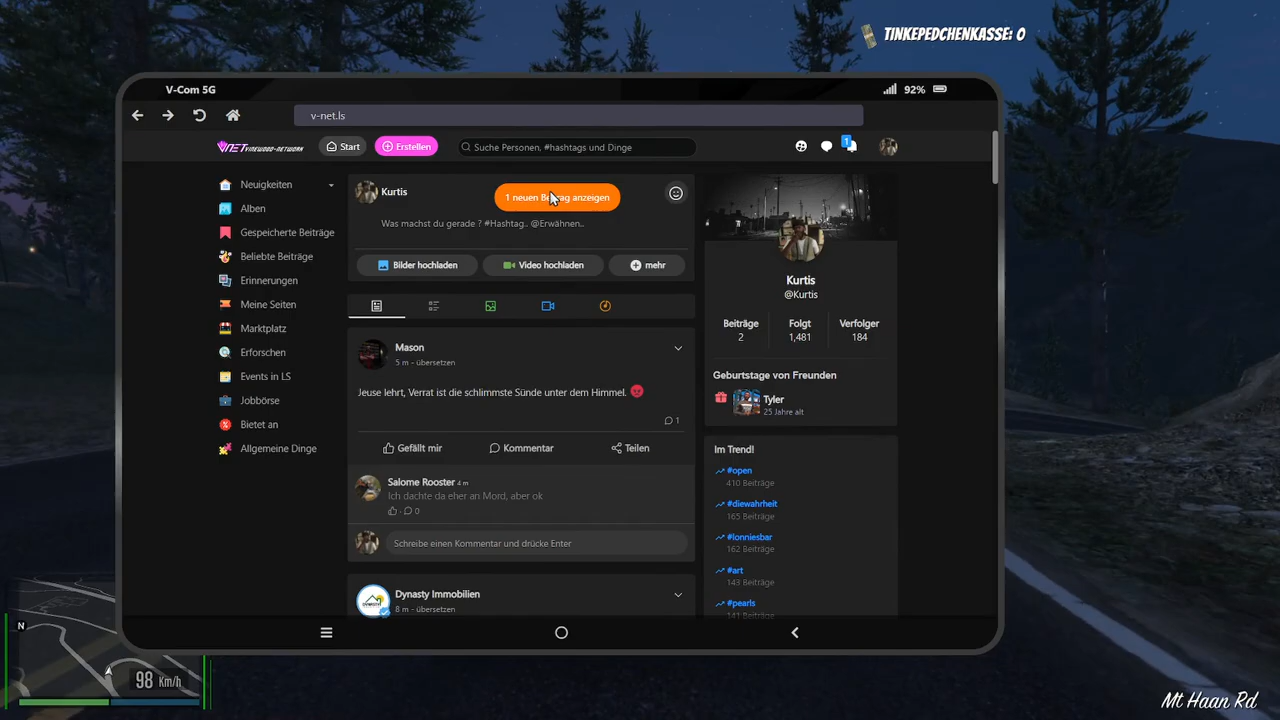 TINKEPEDCHENKASSE: 0
V-Com 5G
92%
v-net.ls
VNET VINEWOOD-NETWORK
Start
Erstellen
Suche Personen, #hashtags und Dinge
1
Neuigkeiten
Alben
Gespeicherte Beiträge
Beliebte Beiträge
Erinnerungen
Meine Seiten
Marktplatz
Erforschen
Events in LS
Jobbörse
Bietet an
Allgemeine Dinge
Kurtis
1 neuen Beitrag anzeigen
Was machst du gerade ? #Hashtag.. @Erwähnen..
Bilder hochladen
Video hochladen
mehr
Mason
5 m - übersetzen
Jeuse lehrt, Verrat ist die schlimmste Sünde unter dem Himmel.
1
Gefällt mir
Kommentar
Teilen
Salome Rooster 4 m
Ich dachte da eher an Mord, aber ok
0
Schreibe einen Kommentar und drücke Enter
Dynasty Immobilien
8 m - übersetzen
Kurtis
@Kurtis
Beiträge Folgt Verfolger
2 1,481 184
Geburtstage von Freunden
Tyler
25 Jahre alt
Im Trend!
#open
410 Beiträge
#diewahrheit
165 Beiträge
#lonniesbar
162 Beiträge
#art
143 Beiträge
#pearls
141 Beiträge
N
98 Km/h
Mt Haan Rd